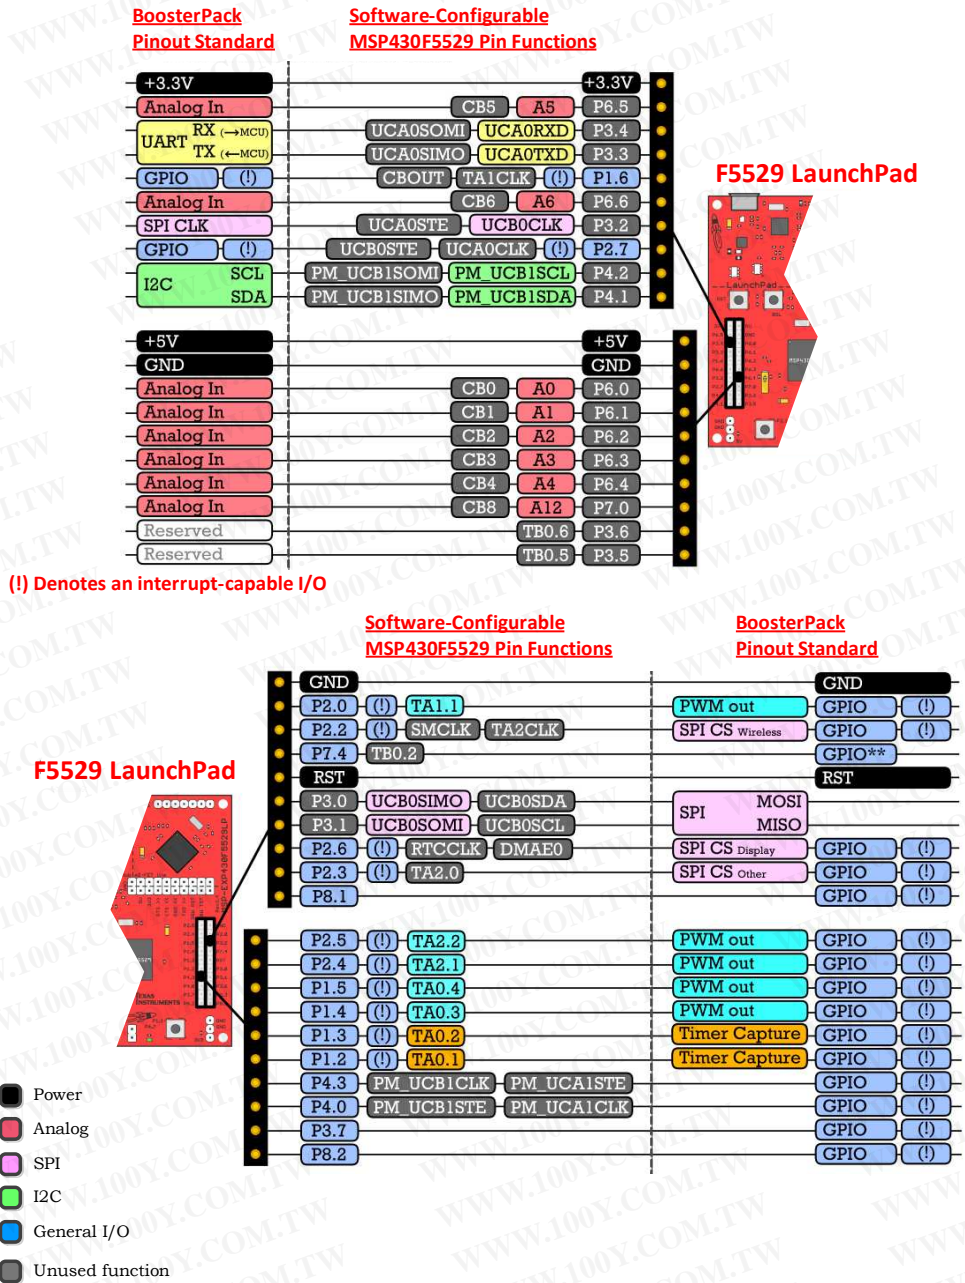 BoosterPack Pinout Standard
Software-Configurable MSP430F5529 Pin Functions
+3.3V +3.3V
Analog In CB5 A5 P6.5
UART RX (→MCU) UCA0SOMI UCA0RXD P3.4
TX (←MCU) UCA0SIMO UCA0TXD P3.3
GPIO (!) CBOUT TA1CLK (!) P1.6
Analog In CB6 A6 P6.6
SPI CLK UCA0STE UCB0CLK P3.2
GPIO (!) UCB0STE UCA0CLK (!) P2.7
I2C SCL PM_UCB1SOMI PM_UCB1SCL P4.2
SDA PM_UCB1SIMO PM_UCB1SDA P4.1
+5V +5V
GND GND
Analog In CB0 A0 P6.0
Analog In CB1 A1 P6.1
Analog In CB2 A2 P6.2
Analog In CB3 A3 P6.3
Analog In CB4 A4 P6.4
Analog In CB8 A12 P7.0
Reserved TB0.6 P3.6
Reserved TB0.5 P3.5
F5529 LaunchPad
LaunchPad
(!) Denotes an interrupt-capable I/O
Software-Configurable MSP430F5529 Pin Functions
BoosterPack Pinout Standard
GND GND
P2.0 (!) TA1.1 PWM out GPIO (!)
P2.2 (!) SMCLK TA2CLK SPI CS Wireless GPIO (!)
P7.4 TB0.2 GPIO**
RST RST
P3.0 UCB0SIMO UCB0SDA SPI MOSI
P3.1 UCB0SOMI UCB0SCL MISO
P2.6 (!) RTCCLK DMAE0 SPI CS Display GPIO (!)
P2.3 (!) TA2.0 SPI CS Other GPIO (!)
P8.1 GPIO (!)
P2.5 (!) TA2.2 PWM out GPIO (!)
P2.4 (!) TA2.1 PWM out GPIO (!)
P1.5 (!) TA0.4 PWM out GPIO (!)
P1.4 (!) TA0.3 PWM out GPIO (!)
P1.3 (!) TA0.2 Timer Capture GPIO (!)
P1.2 (!) TA0.1 Timer Capture GPIO (!)
P4.3 PM_UCB1CLK PM_UCA1STE GPIO (!)
P4.0 PM_UCB1STE PM_UCA1CLK GPIO (!)
P3.7 GPIO (!)
P8.2 GPIO (!)
F5529 LaunchPad
MSP-EXP430F5529LP
TEXAS INSTRUMENTS
Power
Analog
SPI
I2C
General I/O
Unused function
WWW.100Y.COM.TW